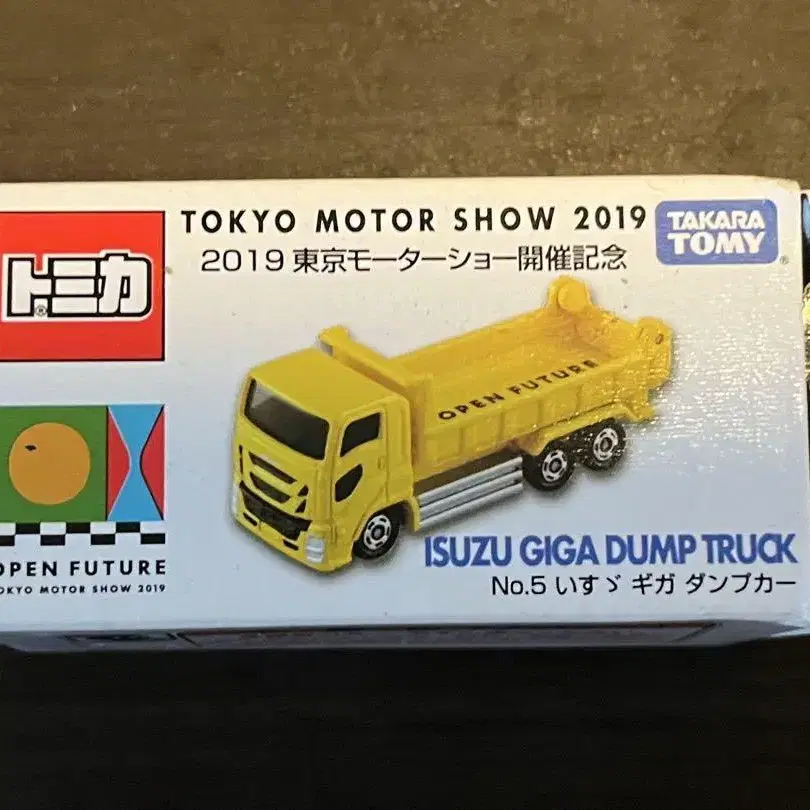 TOKYO MOTOR SHOW 2019
2019 東京モーターショー開催記念
TAKARA
TOMY
トミカ
®
OPEN FUTURE
ISUZU GIGA DUMP TRUCK
No.5 いすゞ ギガ ダンプカー
OPEN FUTURE
TOKYO MOTOR SHOW 2019